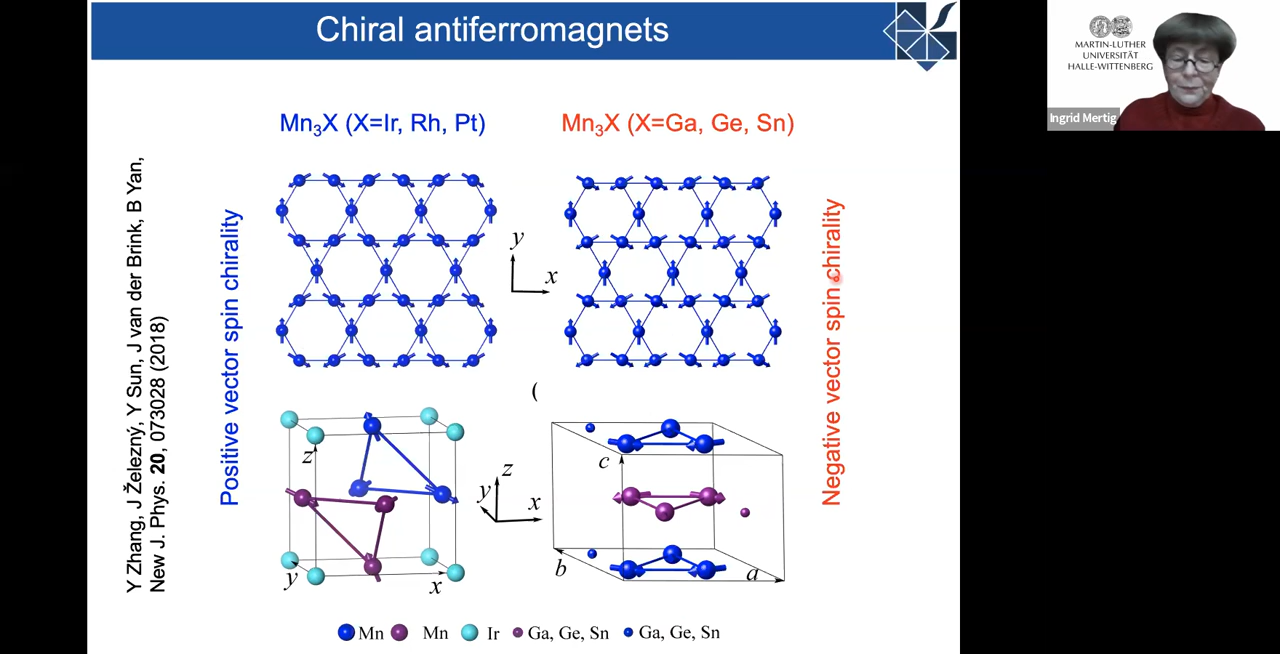 Chiral antiferromagnets
MARTIN-LUTHER
UNIVERSITÄT
HALLE-WITTENBERG
Ingrid Mertig
Mn₃X (X=Ir, Rh, Pt)
Mn₃X (X=Ga, Ge, Sn)
Y Zhang, J Železný, Y Sun, J van der Brink, B Yan,
New J. Phys. 20, 073028 (2018)
Positive vector spin chirality
y
x
Negative vector spin chirality
(
z
y
x
z
y
x
c
b
a
Mn
Mn
Ir
Ga, Ge, Sn
Ga, Ge, Sn